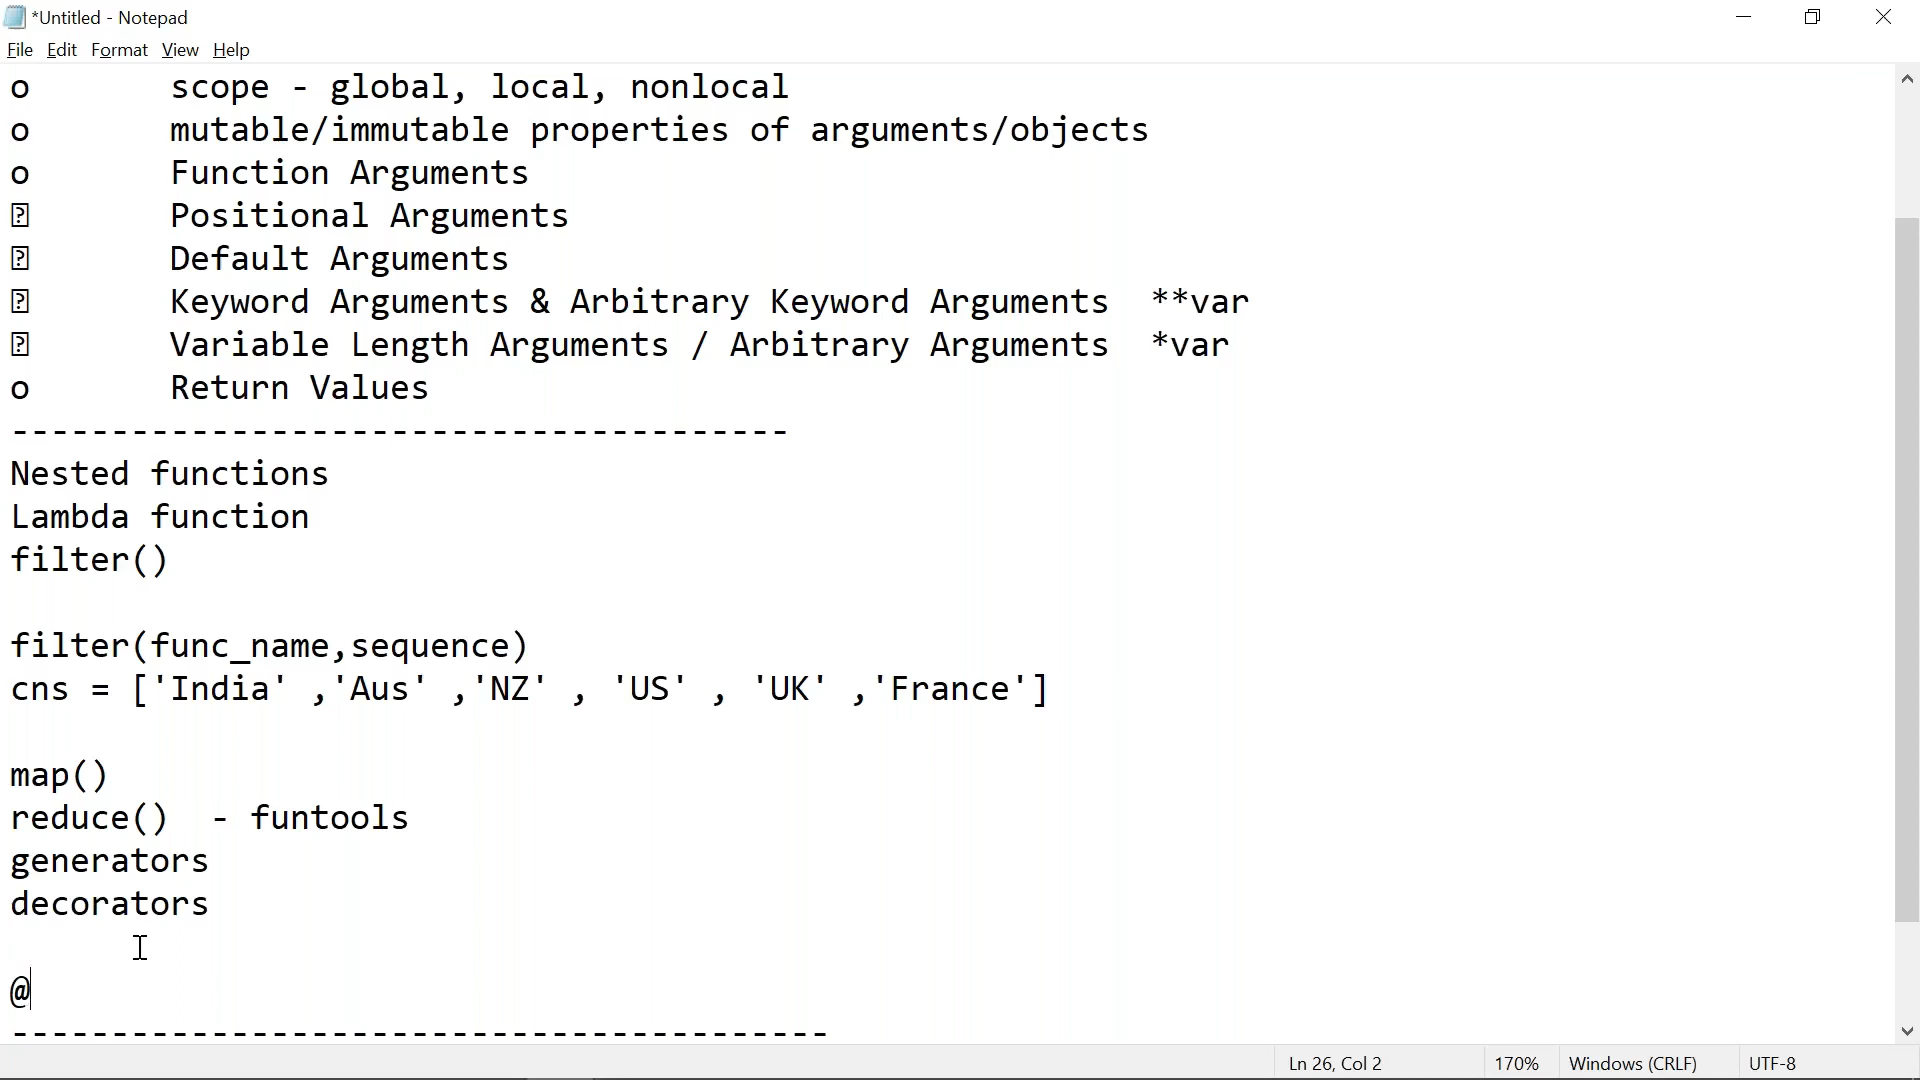 *Untitled - Notepad
File Edit Format View Help
o scope - global, local, nonlocal
o mutable/immutable properties of arguments/objects
o Function Arguments
⍰ Positional Arguments
⍰ Default Arguments
⍰ Keyword Arguments & Arbitrary Keyword Arguments **var
⍰ Variable Length Arguments / Arbitrary Arguments *var
o Return Values
---------------------------------------
Nested functions
Lambda function
filter()
filter(func_name,sequence)
cns = ['India' ,'Aus' ,'NZ' , 'US' , 'UK' ,'France']
map()
reduce() - funtools
generators
decorators
@
-----------------------------------------
Ln 26, Col 2 170% Windows (CRLF) UTF-8